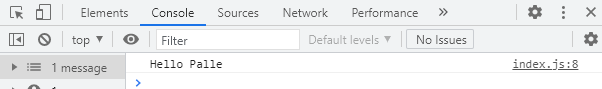 Elements Console Sources Network Performance »
top ▼ Filter Default levels ▼ No Issues
1 message
Hello Palle index.js:8